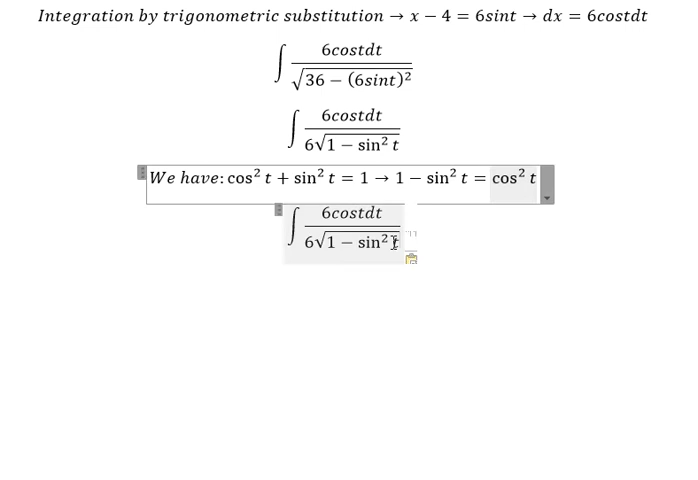 Integration by trigonometric substitution → x − 4 = 6sint → dx = 6costdt
∫ 6costdt / √(36 − (6sint)²)
∫ 6costdt / 6√(1 − sin² t)
We have: cos² t + sin² t = 1 → 1 − sin² t = cos² t
∫ 6costdt / 6√(1 − sin² t)